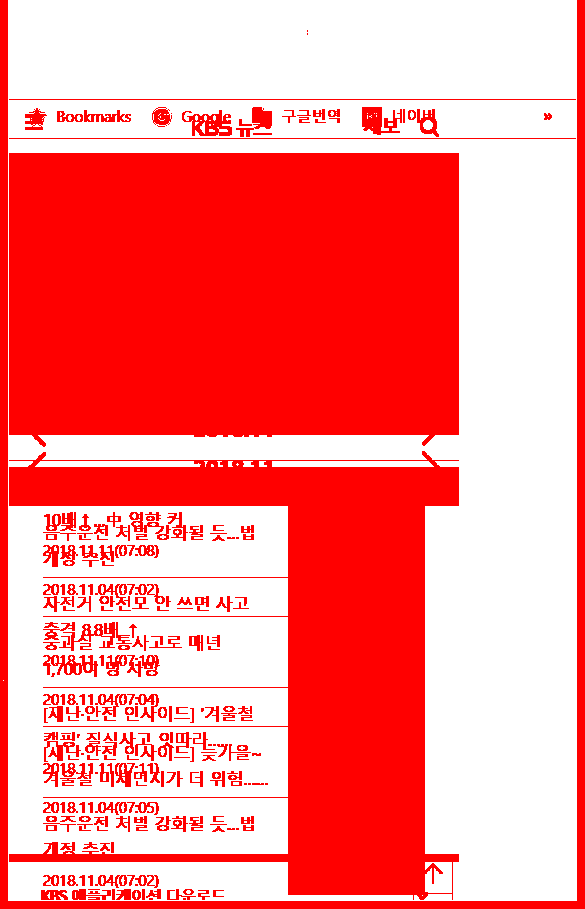 Bookmarks Google 구글번역 네이버 »
KBS 뉴스 제보
2018.11
2018.11
10배↑...中 영향 커
음주운전 처벌 강화될 듯...법
2018.11.11(07:08)
개정 추진
2018.11.04(07:02)
자전거 안전모 안 쓰면 사고
충격 8.8배 ↑
중과실 교통사고로 매년
2018.11.11(07:10)
1,700여 명 사망
2018.11.04(07:04)
[재난·안전 인사이드] '겨울철
캠핑' 질식사고 잇따라...
[재난·안전 인사이드] 늦가을~
2018.11.11(07:11)
겨울철 미세먼지가 더 위험......
2018.11.04(07:05)
음주운전 처벌 강화될 듯...법
개정 추진
2018.11.04(07:02)
KBS 애플리케이션 다운로드